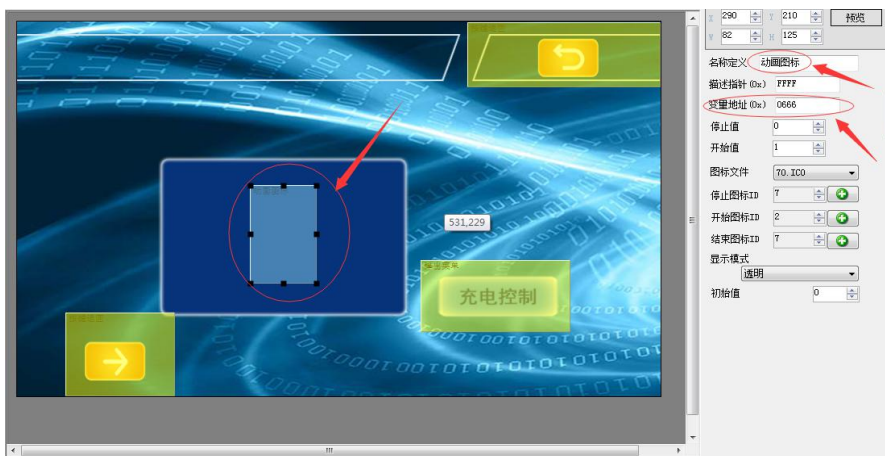 X 290 Y 210 预览
W 82 H 125
名称定义 动画图标
描述指针(0x) FFFF
变量地址(0x) 0666
停止值 0
开始值 1
图标文件 70.ICO
停止图标ID 7
开始图标ID 2
结束图标ID 7
显示模式
透明
初始值 0
531,229
充电控制